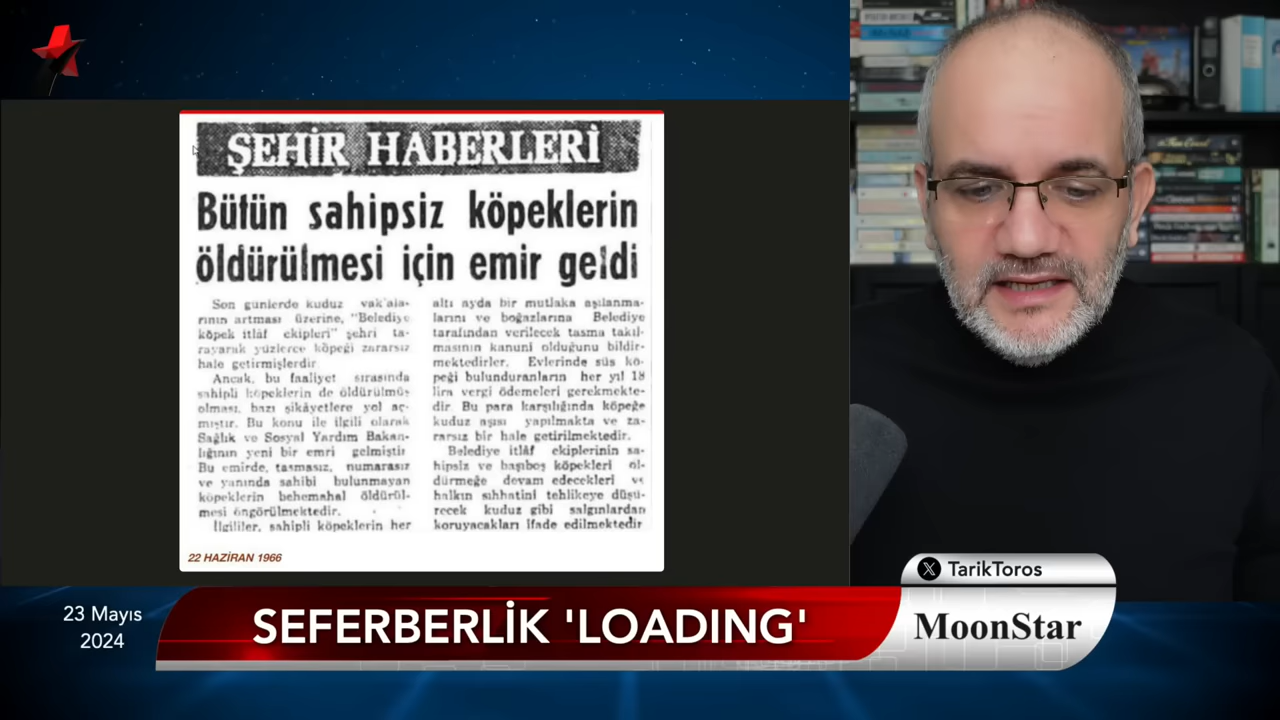 ŞEHİR HABERLERİ
Bütün sahipsiz köpeklerin
öldürülmesi için emir geldi
Son günlerde kuduz vak'ala-
rının artması üzerine, "Belediye
köpek itlâf ekipleri" şehri ta-
rayarak yüzlerce köpeği zararsız
hale getirmişlerdir
Ancak, bu faaliyet sırasında
sahipli köpeklerin de öldürülmüş
olması, bazı şikâyetlere yol aç-
mıştır. Bu konu ile ilgili olarak
Sağlık ve Sosyal Yardım Bakan-
lığının yeni bir emri gelmiştir
Bu emirde, tasmasız, numarasız
ve yanında sahibi bulunmayan
köpeklerin behemahal öldürül-
mesi öngörülmektedir.
İlgililer, sahipli köpeklerin her
altı ayda bir mutlaka aşılanma-
larını ve boğazlarına Belediye
tarafından verilecek tasma takıl-
masının kanuni olduğunu bildir-
mektedirler. Evlerinde süs kö-
peği bulunduranların her yıl 18
lira vergi ödemeleri gerekmekte-
dir. Bu para karşılığında köpeğe
kuduz aşısı yapılmakta ve za-
rarsız bir hale getirilmektedir.
Belediye itlâf ekiplerinin sa-
hipsiz ve başıboş köpekleri öl-
dürmeğe devam edecekleri ve
halkın sıhhatini tehlikeye düşü-
recek kuduz gibi salgınlardan
koruyacakları ifade edilmektedir
22 HAZİRAN 1966
TarikToros
23 Mayıs
2024
SEFERBERLİK 'LOADING'
MoonStar